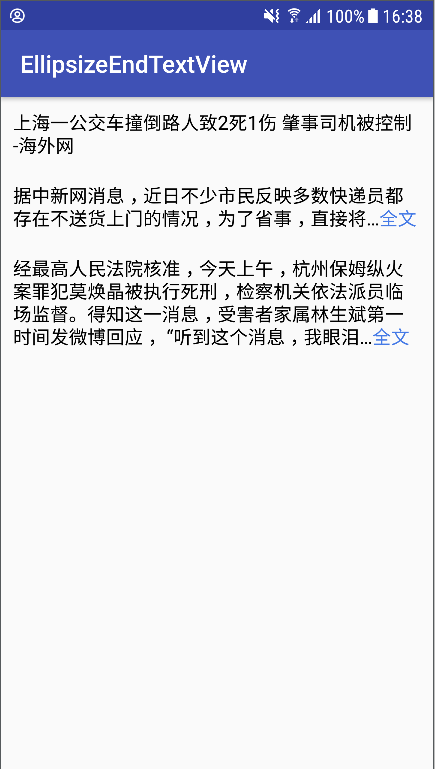 100% 16:38
EllipsizeEndTextView
上海一公交车撞倒路人致2死1伤 肇事司机被控制
-海外网
据中新网消息，近日不少市民反映多数快递员都
存在不送货上门的情况，为了省事，直接将...全文
经最高人民法院核准，今天上午，杭州保姆纵火
案罪犯莫焕晶被执行死刑，检察机关依法派员临
场监督。得知这一消息，受害者家属林生斌第一
时间发微博回应，“听到这个消息，我眼泪...全文